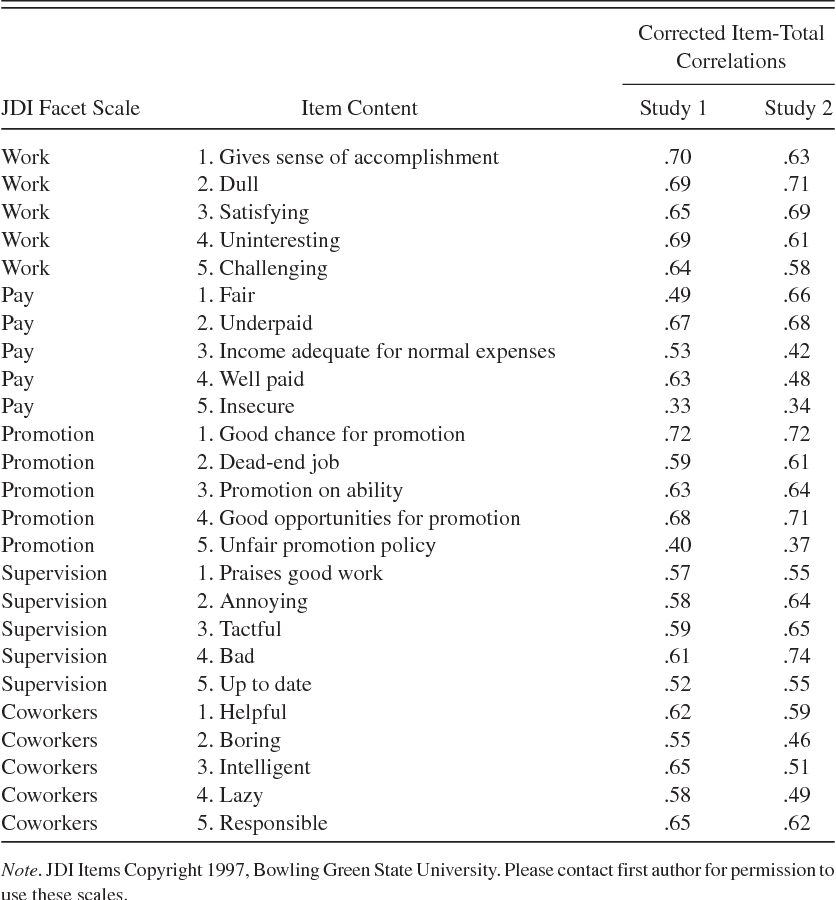 Corrected Item-Total
Correlations
JDI Facet Scale Item Content Study 1 Study 2
Work 1. Gives sense of accomplishment .70 .63
Work 2. Dull .69 .71
Work 3. Satisfying .65 .69
Work 4. Uninteresting .69 .61
Work 5. Challenging .64 .58
Pay 1. Fair .49 .66
Pay 2. Underpaid .67 .68
Pay 3. Income adequate for normal expenses .53 .42
Pay 4. Well paid .63 .48
Pay 5. Insecure .33 .34
Promotion 1. Good chance for promotion .72 .72
Promotion 2. Dead-end job .59 .61
Promotion 3. Promotion on ability .63 .64
Promotion 4. Good opportunities for promotion .68 .71
Promotion 5. Unfair promotion policy .40 .37
Supervision 1. Praises good work .57 .55
Supervision 2. Annoying .58 .64
Supervision 3. Tactful .59 .65
Supervision 4. Bad .61 .74
Supervision 5. Up to date .52 .55
Coworkers 1. Helpful .62 .59
Coworkers 2. Boring .55 .46
Coworkers 3. Intelligent .65 .51
Coworkers 4. Lazy .58 .49
Coworkers 5. Responsible .65 .62
Note. JDI Items Copyright 1997, Bowling Green State University. Please contact first author for permission to
use these scales.